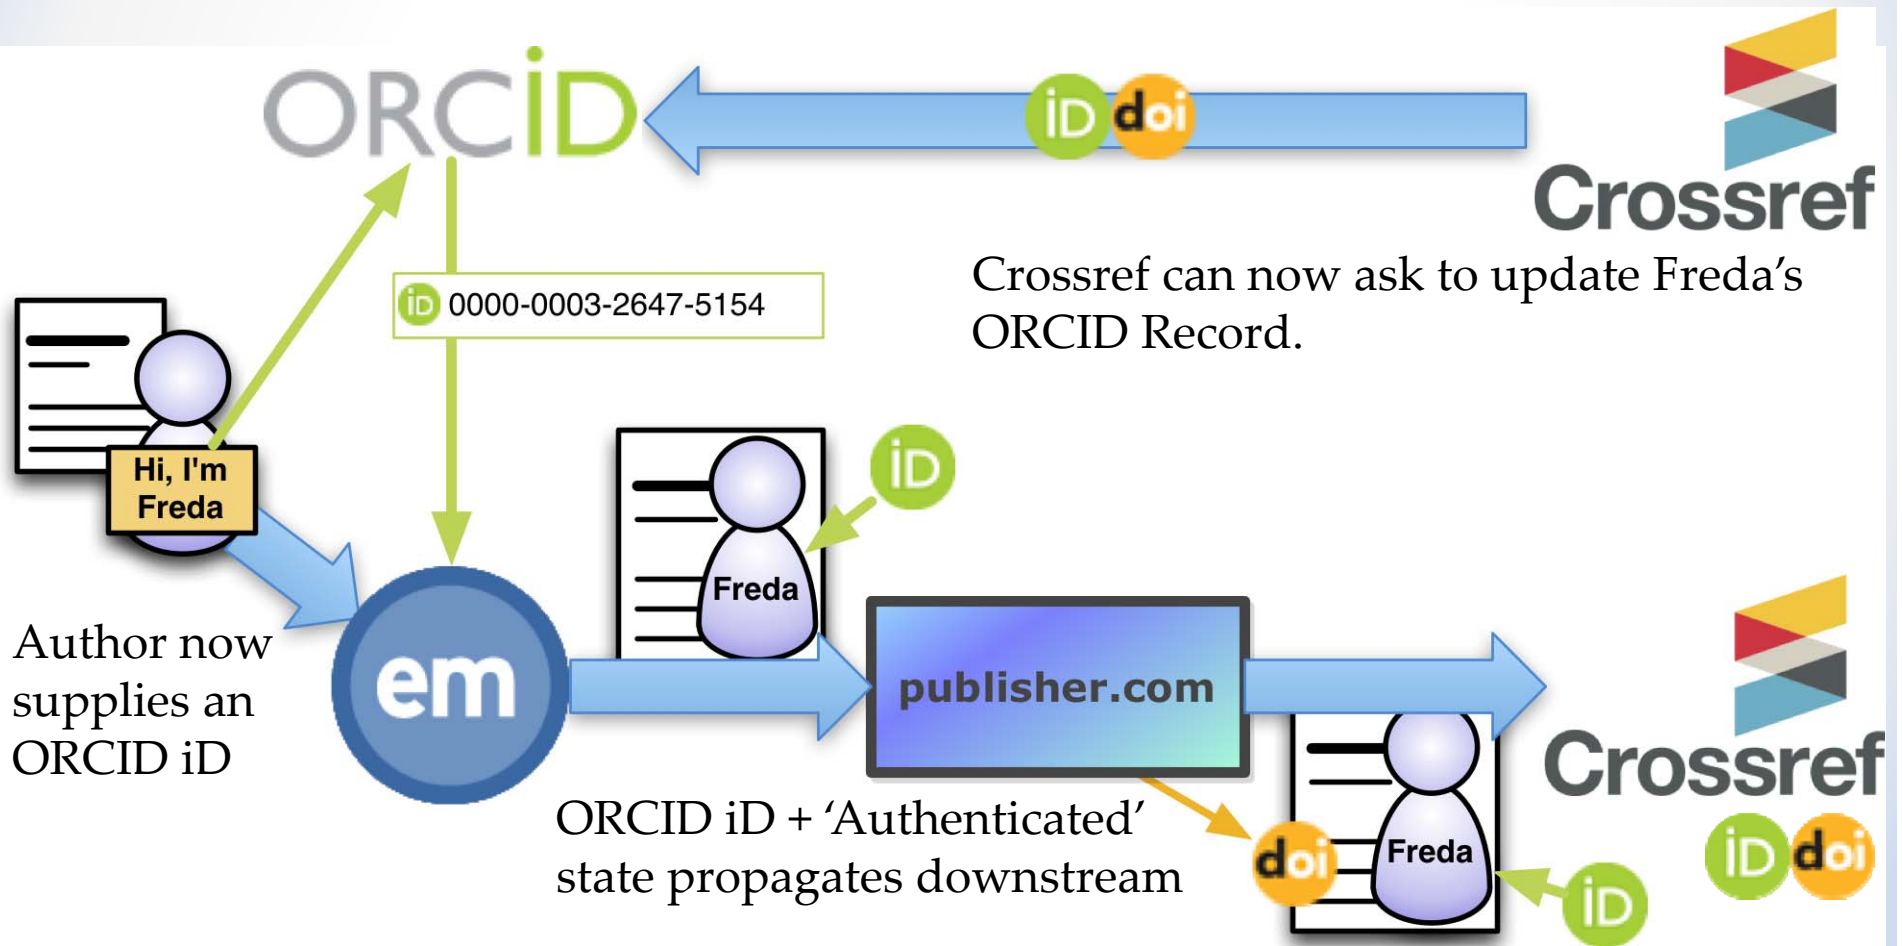 ORCiD
iD doi
Crossref
Crossref can now ask to update Freda’s
ORCID Record.
iD 0000-0003-2647-5154
Hi, I'm
Freda
iD
Freda
Author now
supplies an
ORCID iD
em
publisher.com
Crossref
ORCID iD + ‘Authenticated’
state propagates downstream
doi
Freda
iD
iD doi